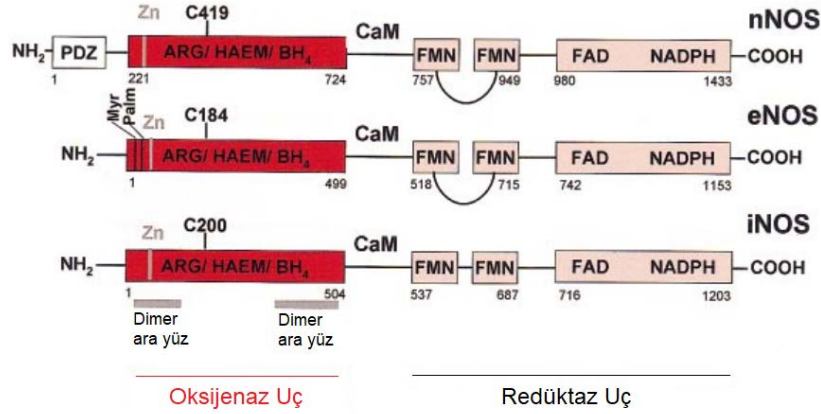 nNOS
Zn C419 CaM
NH₂ PDZ ARG/ HAEM/ BH₄ FMN FMN FAD NADPH COOH
1 221 724 757 949 980 1433
eNOS
Myr Palm Zn C184 CaM
NH₂ ARG/ HAEM/ BH₄ FMN FMN FAD NADPH COOH
1 499 518 715 742 1153
iNOS
Zn C200 CaM
NH₂ ARG/ HAEM/ BH₄ FMN FMN FAD NADPH COOH
1 504 537 687 716 1203
Dimer Dimer
ara yüz ara yüz
Oksijenaz Uç Redüktaz Uç